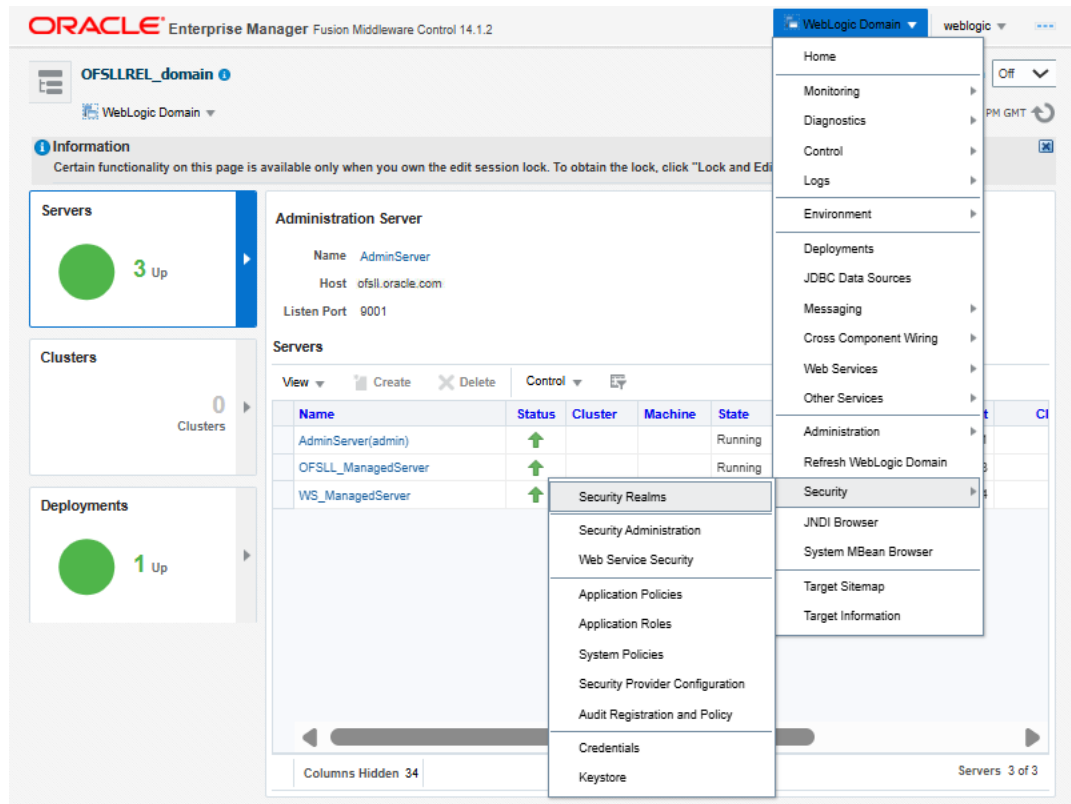 ORACLE Enterprise Manager Fusion Middleware Control 14.1.2
WebLogic Domain
weblogic
OFSLLREL_domain
Off
WebLogic Domain
PM GMT
Information
Certain functionality on this page is available only when you own the edit session lock. To obtain the lock, click "Lock and Edi
Servers
3 Up
Clusters
0
Clusters
Deployments
1 Up
Administration Server
Name AdminServer
Host ofsll.oracle.com
Listen Port 9001
Servers
View Create Delete Control
Name Status Cluster Machine State
AdminServer(admin) Running
OFSLL_ManagedServer Running
WS_ManagedServer
Columns Hidden 34
Servers 3 of 3
Home
Monitoring
Diagnostics
Control
Logs
Environment
Deployments
JDBC Data Sources
Messaging
Cross Component Wiring
Web Services
Other Services
Administration
Refresh WebLogic Domain
Security
JNDI Browser
System MBean Browser
Target Sitemap
Target Information
Security Realms
Security Administration
Web Service Security
Application Policies
Application Roles
System Policies
Security Provider Configuration
Audit Registration and Policy
Credentials
Keystore